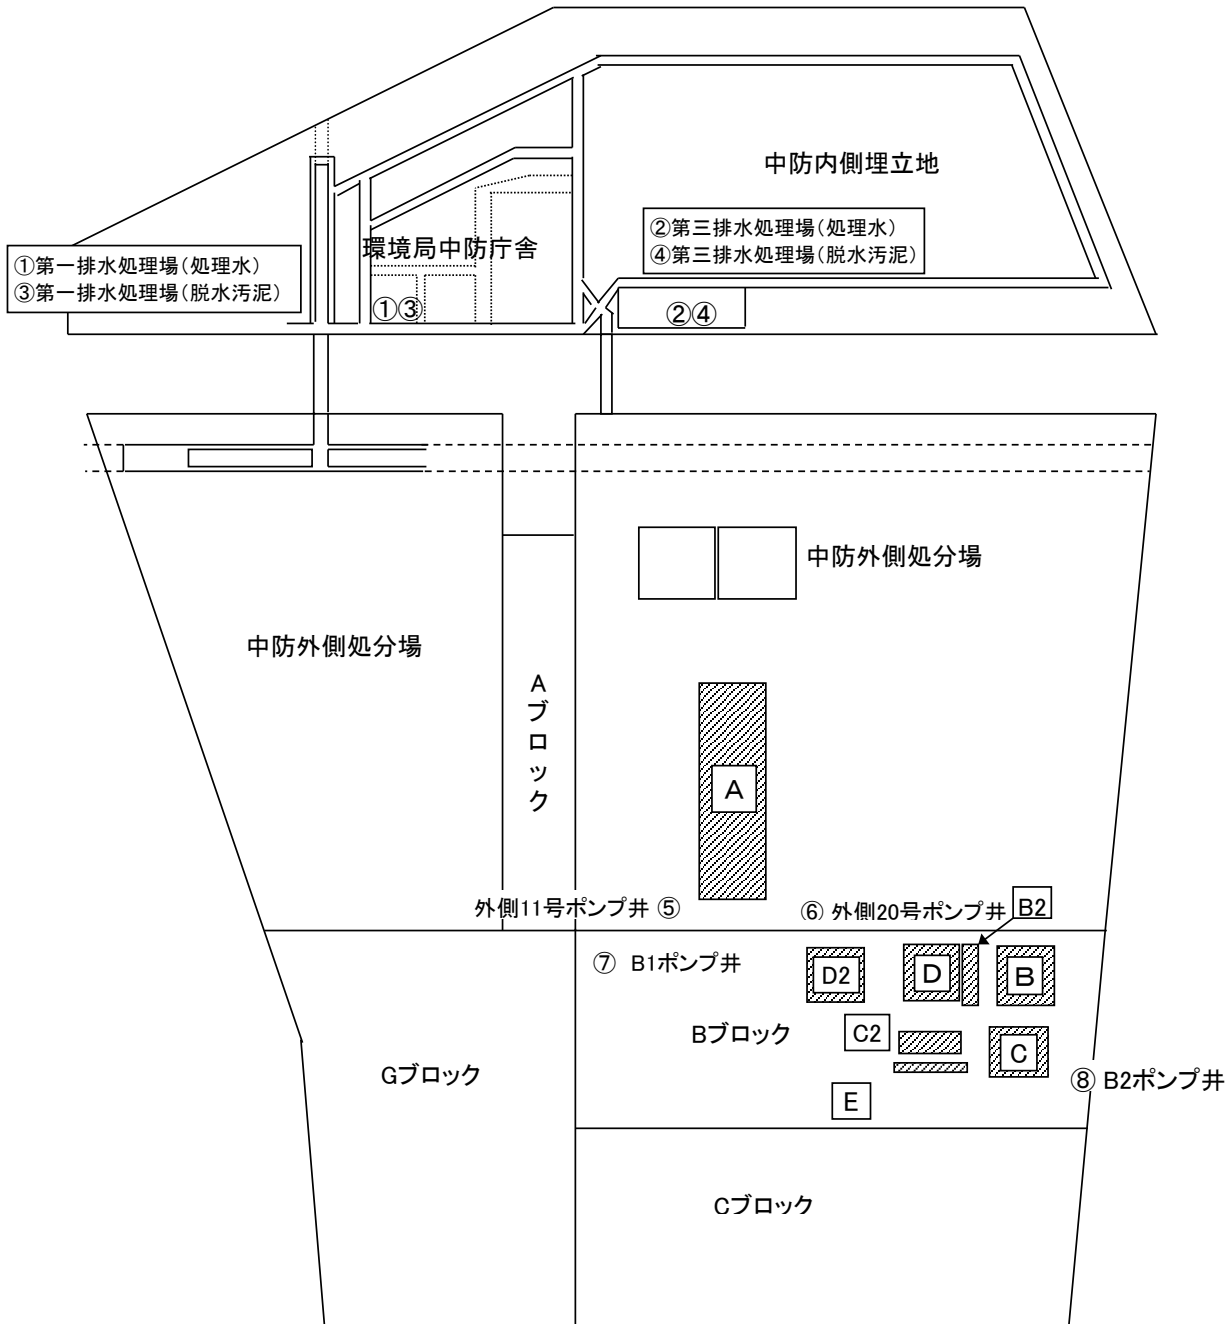 中防内側埋立地
②第三排水処理場(処理水)
④第三排水処理場(脱水汚泥)
環境局中防庁舎
①第一排水処理場(処理水)
③第一排水処理場(脱水汚泥)
①③
②④
中防外側処分場
中防外側処分場
Aブロック
A
外側11号ポンプ井 ⑤
⑥ 外側20号ポンプ井
B2
⑦ B1ポンプ井
D2
D
B
Bブロック
C2
C
Gブロック
⑧ B2ポンプ井
E
Cブロック